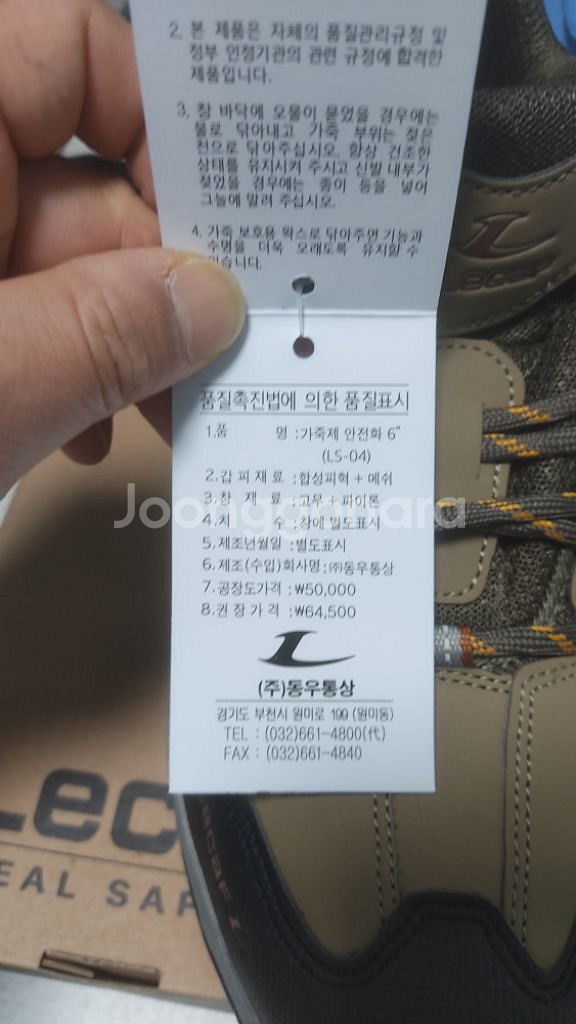 2. 본 제품은 자체의 품질관리규정 및
정부 인정기관의 관련 규정에 합격한
제품입니다.
3. 창 바닥에 오물이 묻었을 경우에는
물로 닦아내고 가죽 부위는 젖은
천으로 닦아주십시오. 항상 건조한
상태를 유지시켜 주시고 신발 내부가
젖었을 경우에는 종이 등을 넣어
그늘에 말려 주십시오.
4. 가죽 보호용 왁스로 닦아주면 기능과
수명을 더욱 오래도록 유지할 수
있습니다.
품질촉진법에 의한 품질표시
1.품 명 :가죽제 안전화 6"
(LS-04)
2.갑피재료 :합성피혁 + 메쉬
3.창 재료 :고무 + 파이론
4.치 수 :창에 별도표시
5.제조년월일 :별도표시
6.제조(수입)회사명 :㈜동우통상
7.공장도가격 :₩50,000
8.권장가격 :₩64,500
(주)동우통상
경기도 부천시 원미로 199 (원미동)
TEL : (032)661-4800(代)
FAX : (032)661-4840
Joonggonara
Lecaf
Lec
EAL SAF
Lecaf